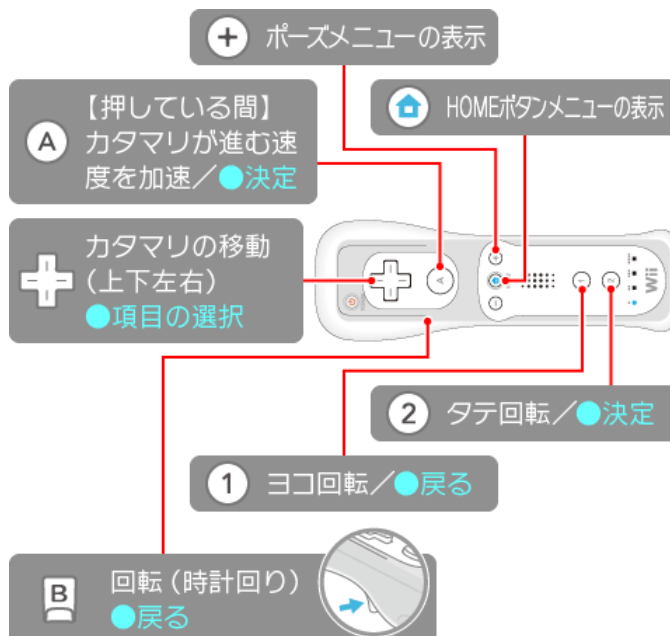 + ポーズメニューの表示
HOMEボタンメニューの表示
A
【押している間】
カタマリが進む速
度を加速／●決定
カタマリの移動
(上下左右)
●項目の選択
A
+
−
1
2
Wii
2 タテ回転／●決定
1 ヨコ回転／●戻る
B
回転（時計回り）
●戻る